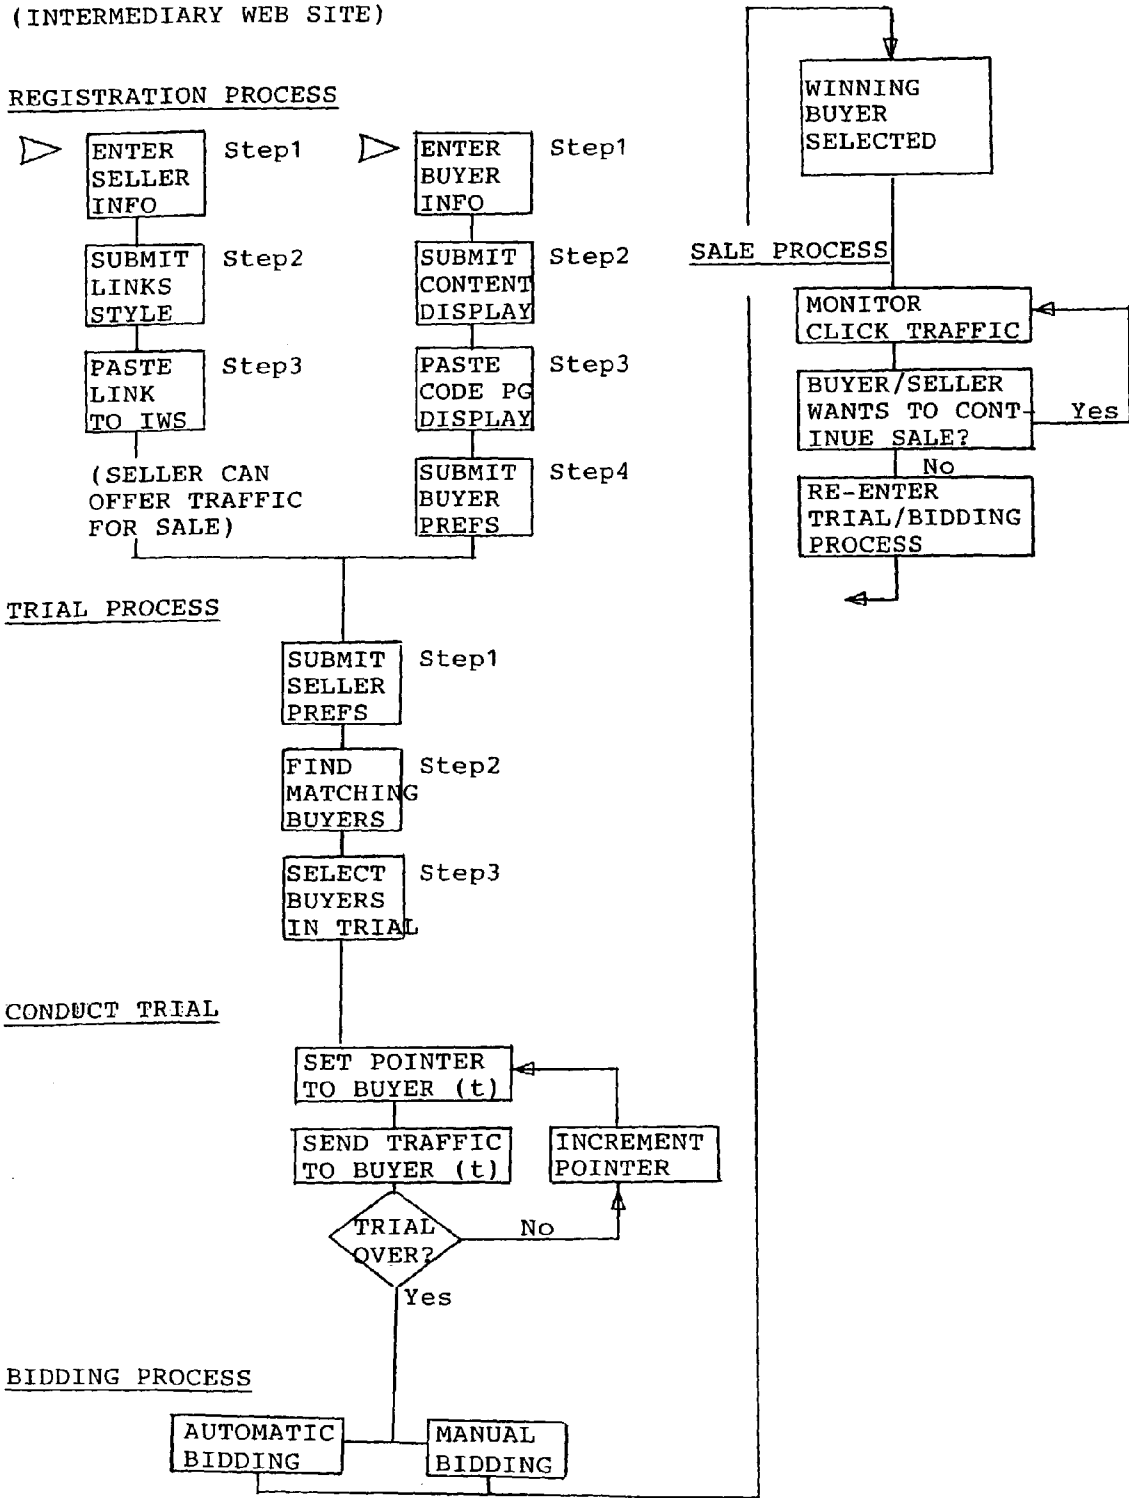 (INTERMEDIARY WEB SITE)
REGISTRATION PROCESS
ENTER
SELLER
INFO
Step1
SUBMIT
LINKS
STYLE
Step2
PASTE
LINK
TO IWS
Step3
(SELLER CAN
OFFER TRAFFIC
FOR SALE)
ENTER
BUYER
INFO
Step1
SUBMIT
CONTENT
DISPLAY
Step2
PASTE
CODE PG
DISPLAY
Step3
SUBMIT
BUYER
PREFS
Step4
TRIAL PROCESS
SUBMIT
SELLER
PREFS
Step1
FIND
MATCHING
BUYERS
Step2
SELECT
BUYERS
IN TRIAL
Step3
CONDUCT TRIAL
SET POINTER
TO BUYER (t)
SEND TRAFFIC
TO BUYER (t)
INCREMENT
POINTER
TRIAL
OVER?
No
Yes
BIDDING PROCESS
AUTOMATIC
BIDDING
MANUAL
BIDDING
WINNING
BUYER
SELECTED
SALE PROCESS
MONITOR
CLICK TRAFFIC
BUYER/SELLER
WANTS TO CONT-
INUE SALE?
Yes
No
RE-ENTER
TRIAL/BIDDING
PROCESS